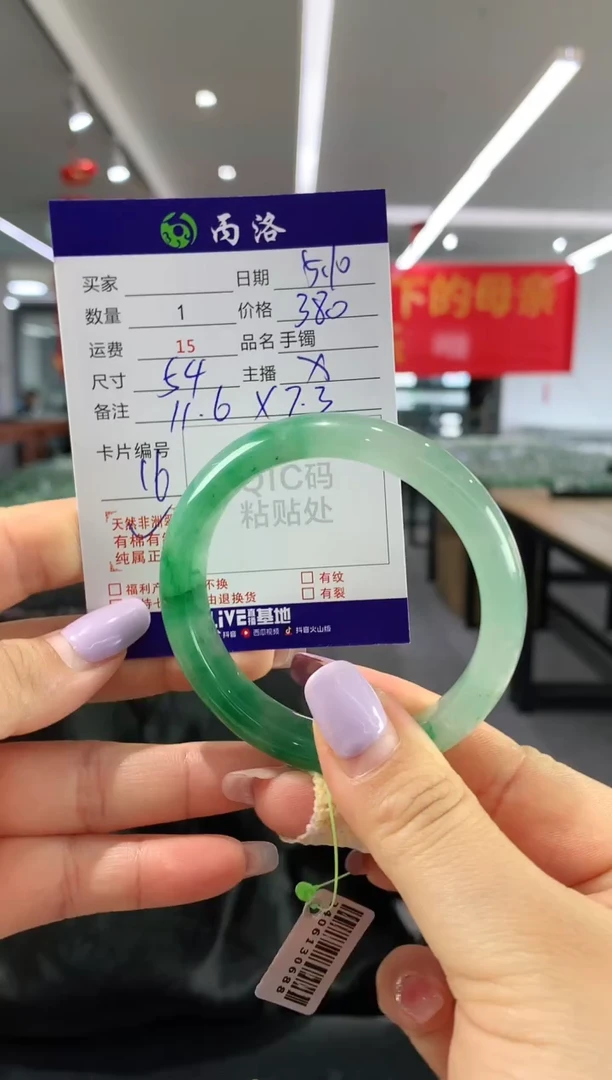 雨洛
买家 日期 5.10
数量 1 价格 380
运费 15 品名 手镯
尺寸 54 主播 X
备注 11.6 X 7.3
卡片编号
16
QTC码
粘贴处
天然非洲
有棉有
纯属正
福利产 不换 有纹
由退换货 有裂
LiVE 基地
抖音 西瓜视频 抖音火山版
下的母亲
406130688